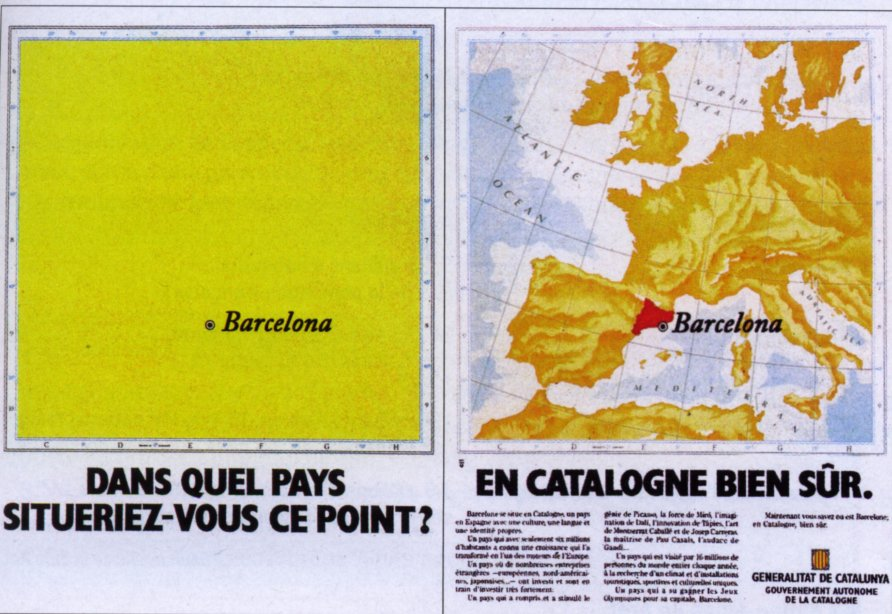 Barcelona
C D E F G H
DANS QUEL PAYS
SITUERIEZ-VOUS CE POINT?
ATLANTIC
OCEAN
NORTH
SEA
ADRIATIC SEA
Barcelona
MEDITERRA
C D E F G H
EN CATALOGNE BIEN SÛR.
Barcelone se situe en Catalogne, un pays
en Espagne avec une culture, une langue et
une identité propres.
Un pays qui avec seulement six millions
d'habitants a connu une croissance qui l'a
transformé en l'un des moteurs de l'Europe.
Un pays où de nombreuses entreprises
étrangères —européennes, nord-américai-
nes, japonaises...— ont investi et sont en
train d'investir très fortement.
Un pays qui a compris et a stimulé le
génie de Picasso, la force de Miró, l'imagi-
nation de Dalí, l'innovation de Tàpies, l'art
de Montserrat Caballé et de Josep Carreras,
la maîtrise de Pau Casals, l'audace de
Gaudí...
Un pays qui est visité par 16 millions de
personnes du monde entier chaque année,
à la recherche d'un climat et d'installations
touristiques, sportives et culturelles uniques.
Un pays qui a su gagner les Jeux
Olympiques pour sa capitale, Barcelone.
Maintenant vous savez où est Barcelone,
en Catalogne, bien sûr.
GENERALITAT DE CATALUNYA
GOUVERNEMENT AUTONOME
DE LA CATALOGNE